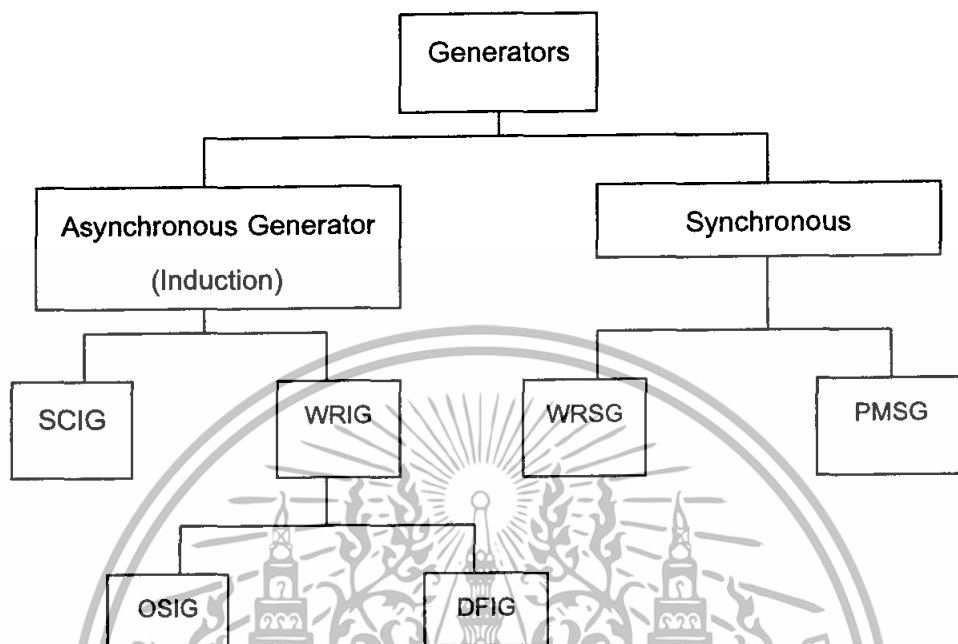 Generators
Asynchronous Generator
(Induction)
Synchronous
SCIG
WRIG
WRSG
PMSG
OSIG
DFIG